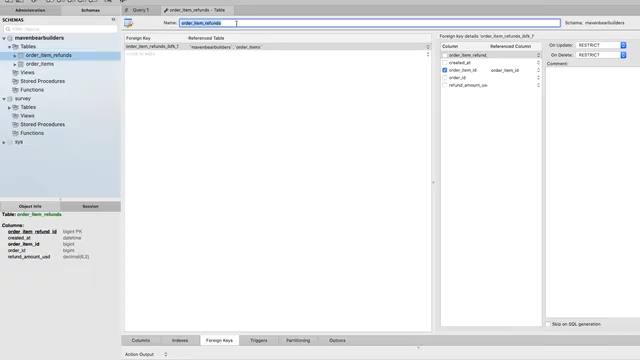 Administration Schemas
Query 1 order_item_refunds - Table
SCHEMAS
Name: order_item_refunds Schema: mavenbearbuilders
mavenbearbuilders
Tables
order_item_refunds
order_items
Views
Stored Procedures
Functions
survey
Tables
Views
Stored Procedures
Functions
sys
Foreign Key Referenced Table
`mavenbearbuilders`.`order_items`
Foreign key details
Column Referenced Column
order_item_refund_
created_at
order_item_id order_item_id
order_id
refund_amount_us
On Update: RESTRICT
On Delete: RESTRICT
Comment:
Skip on SQL generation
Object Info Session
Table: order_item_refunds
Columns:
order_item_refund_id bigint PK
created_at datetime
order_item_id bigint
order_id bigint
refund_amount_usd decimal(6,2)
Columns Indexes Foreign Keys Triggers Partitioning Options
Action Output